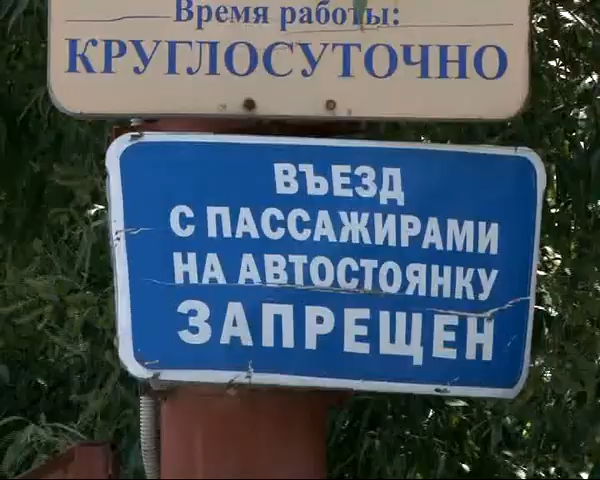 Время работы:
КРУГЛОСУТОЧНО
ВЪЕЗД
С ПАССАЖИРАМИ
НА АВТОСТОЯНКУ
ЗАПРЕЩЕН